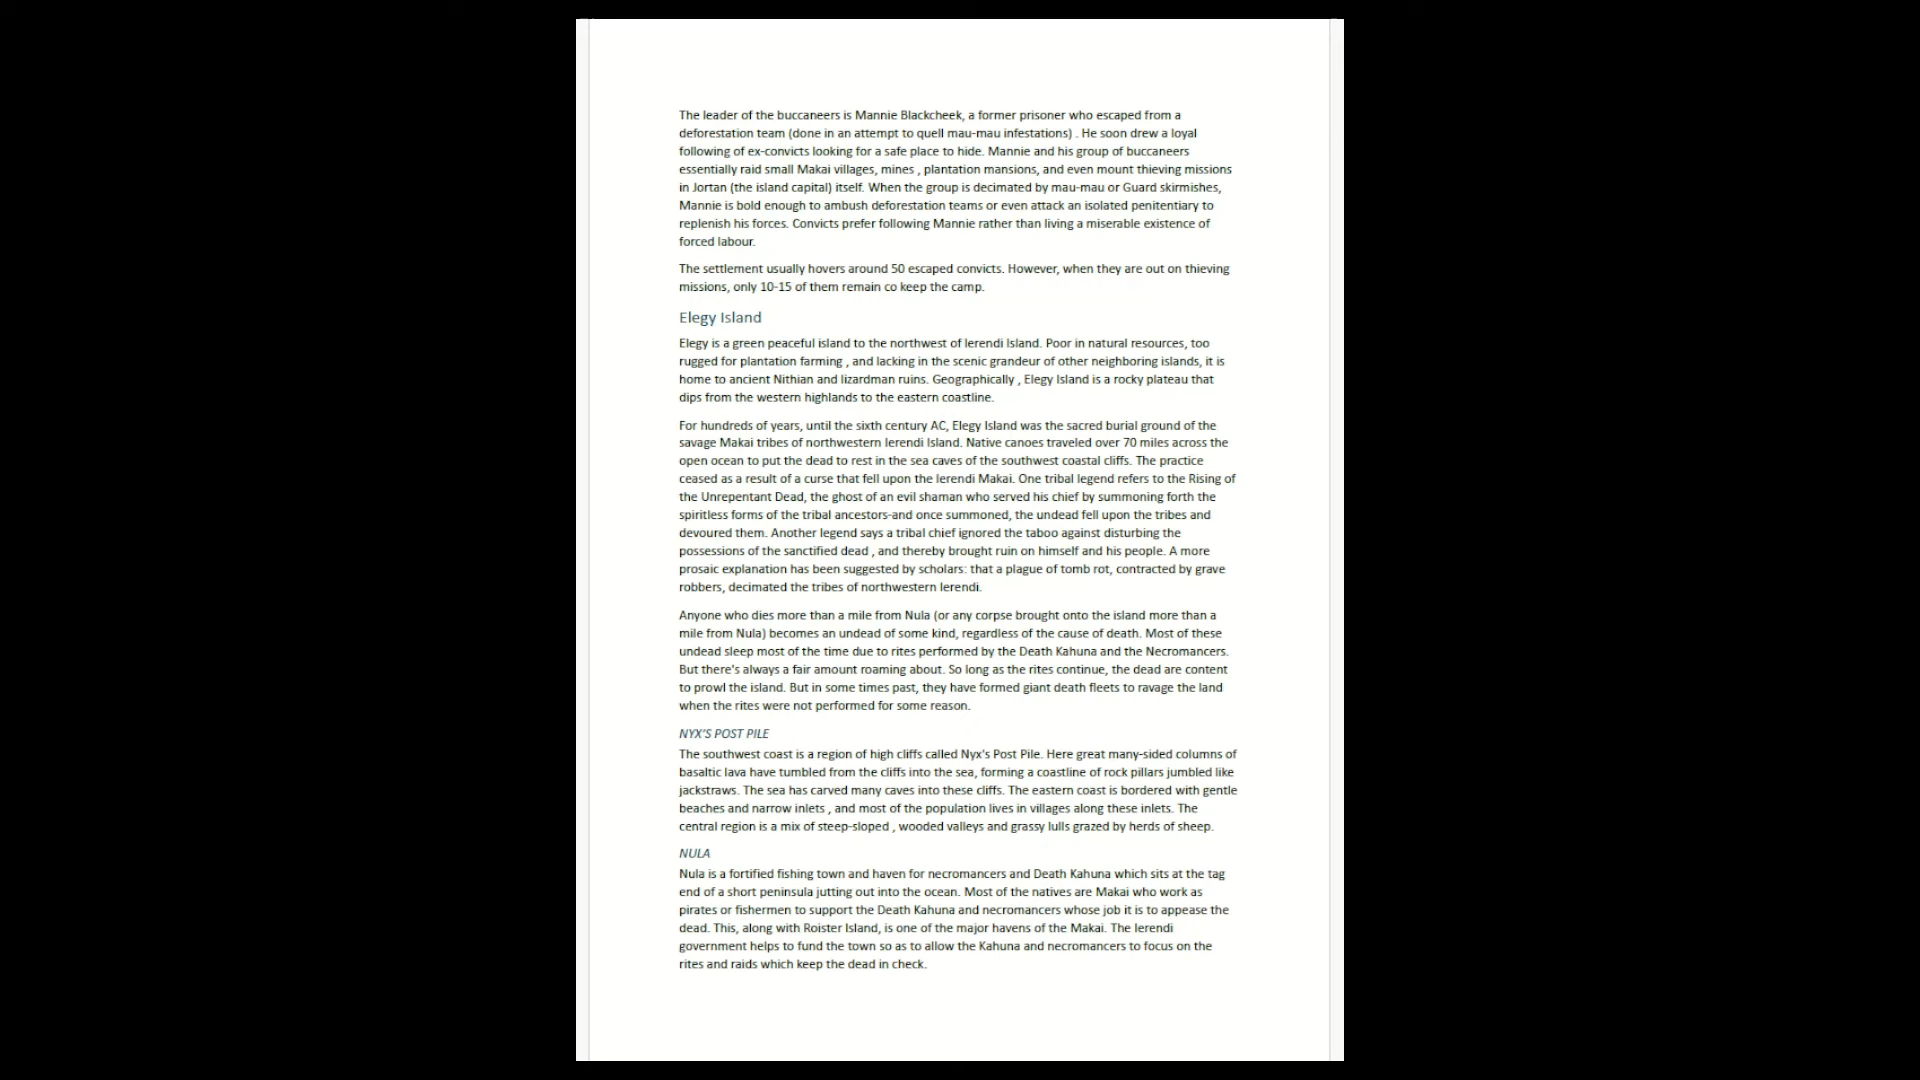 The leader of the buccaneers is Mannie Blackcheek, a former prisoner who escaped from a
deforestation team (done in an attempt to quell mau-mau infestations) . He soon drew a loyal
following of ex-convicts looking for a safe place to hide. Mannie and his group of buccaneers
essentially raid small Makai villages, mines , plantation mansions, and even mount thieving missions
in Jortan (the island capital) itself. When the group is decimated by mau-mau or Guard skirmishes,
Mannie is bold enough to ambush deforestation teams or even attack an isolated penitentiary to
replenish his forces. Convicts prefer following Mannie rather than living a miserable existence of
forced labour.
The settlement usually hovers around 50 escaped convicts. However, when they are out on thieving
missions, only 10-15 of them remain co keep the camp.
Elegy Island
Elegy is a green peaceful island to the northwest of Ierendi Island. Poor in natural resources, too
rugged for plantation farming , and lacking in the scenic grandeur of other neighboring islands, it is
home to ancient Nithian and lizardman ruins. Geographically , Elegy Island is a rocky plateau that
dips from the western highlands to the eastern coastline.
For hundreds of years, until the sixth century AC, Elegy Island was the sacred burial ground of the
savage Makai tribes of northwestern Ierendi Island. Native canoes traveled over 70 miles across the
open ocean to put the dead to rest in the sea caves of the southwest coastal cliffs. The practice
ceased as a result of a curse that fell upon the Ierendi Makai. One tribal legend refers to the Rising of
the Unrepentant Dead, the ghost of an evil shaman who served his chief by summoning forth the
spiritless forms of the tribal ancestors-and once summoned, the undead fell upon the tribes and
devoured them. Another legend says a tribal chief ignored the taboo against disturbing the
possessions of the sanctified dead , and thereby brought ruin on himself and his people. A more
prosaic explanation has been suggested by scholars: that a plague of tomb rot, contracted by grave
robbers, decimated the tribes of northwestern Ierendi.
Anyone who dies more than a mile from Nula (or any corpse brought onto the island more than a
mile from Nula) becomes an undead of some kind, regardless of the cause of death. Most of these
undead sleep most of the time due to rites performed by the Death Kahuna and the Necromancers.
But there's always a fair amount roaming about. So long as the rites continue, the dead are content
to prowl the island. But in some times past, they have formed giant death fleets to ravage the land
when the rites were not performed for some reason.
NYX'S POST PILE
The southwest coast is a region of high cliffs called Nyx's Post Pile. Here great many-sided columns of
basaltic lava have tumbled from the cliffs into the sea, forming a coastline of rock pillars jumbled like
jackstraws. The sea has carved many caves into these cliffs. The eastern coast is bordered with gentle
beaches and narrow inlets , and most of the population lives in villages along these inlets. The
central region is a mix of steep-sloped , wooded valleys and grassy lulls grazed by herds of sheep.
NULA
Nula is a fortified fishing town and haven for necromancers and Death Kahuna which sits at the tag
end of a short peninsula jutting out into the ocean. Most of the natives are Makai who work as
pirates or fishermen to support the Death Kahuna and necromancers whose job it is to appease the
dead. This, along with Roister Island, is one of the major havens of the Makai. The Ierendi
government helps to fund the town so as to allow the Kahuna and necromancers to focus on the
rites and raids which keep the dead in check.